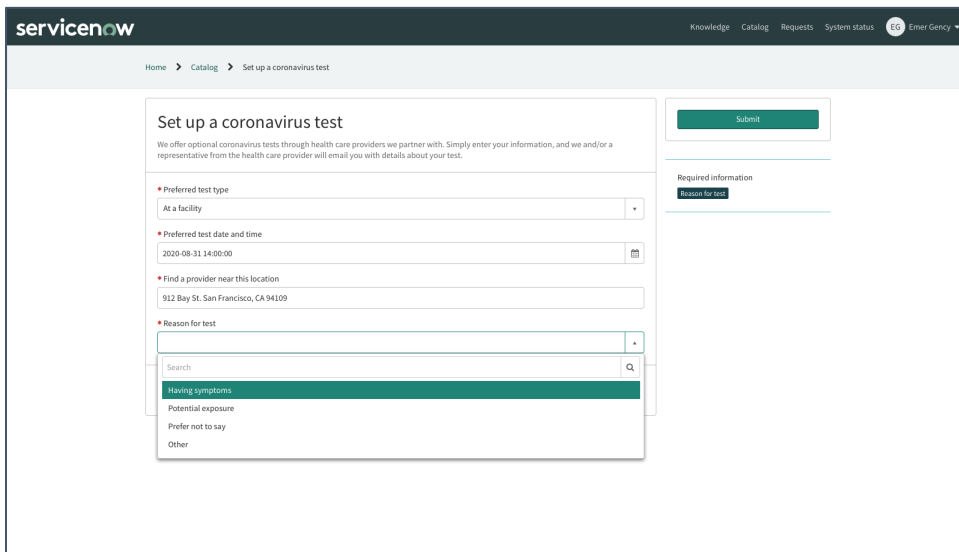 servicenow
Knowledge Catalog Requests System status EG Emer Gency
Home Catalog Set up a coronavirus test
Set up a coronavirus test
We offer optional coronavirus tests through health care providers we partner with. Simply enter your information, and we and/or a
representative from the health care provider will email you with details about your test.
* Preferred test type
At a facility
* Preferred test date and time
2020-08-31 14:00:00
* Find a provider near this location
912 Bay St. San Francisco, CA 94109
* Reason for test
Search
Having symptoms
Potential exposure
Prefer not to say
Other
Submit
Required information
Reason for test